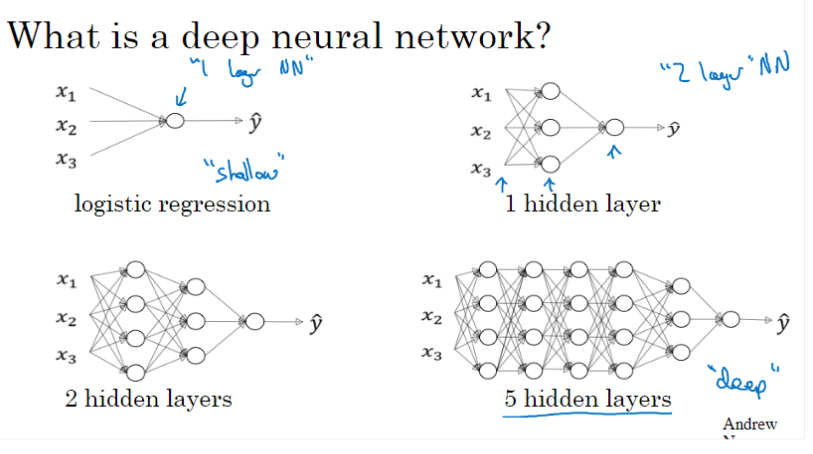 What is a deep neural network?
"1 layer NN"
x₁
x₂
x₃
ŷ
"shallow"
logistic regression
"2 layer" NN
x₁
x₂
x₃
ŷ
1 hidden layer
x₁
x₂
x₃
ŷ
2 hidden layers
x₁
x₂
x₃
ŷ
"deep"
5 hidden layers
Andrew